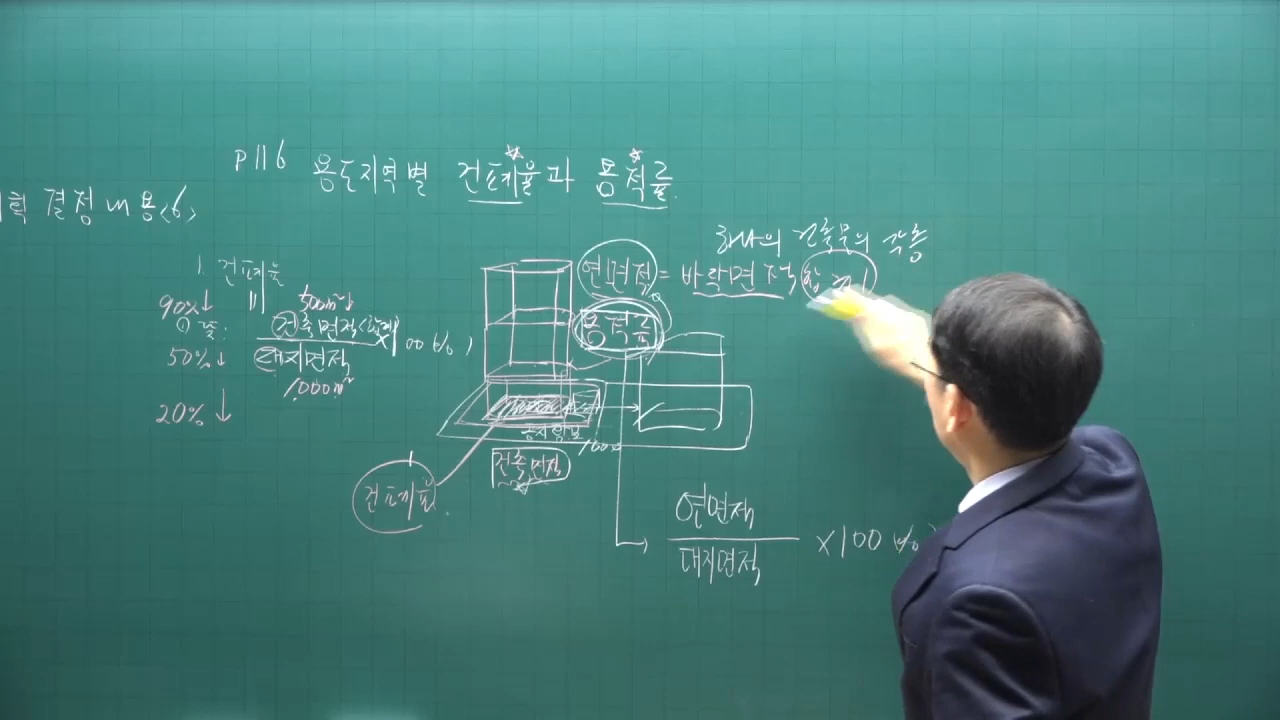 P116 용도지역별 건폐율과 용적률
획 결정내용<6>
하나의 건축물의 각층
연면적 = 바닥면적 합계
1. 건폐율
90%↓
500m²
건축면적
×100%
대지면적
1,000m²
50%↓
20%↓
용적률
건축면적
건폐율
연면적
대지면적
×100%